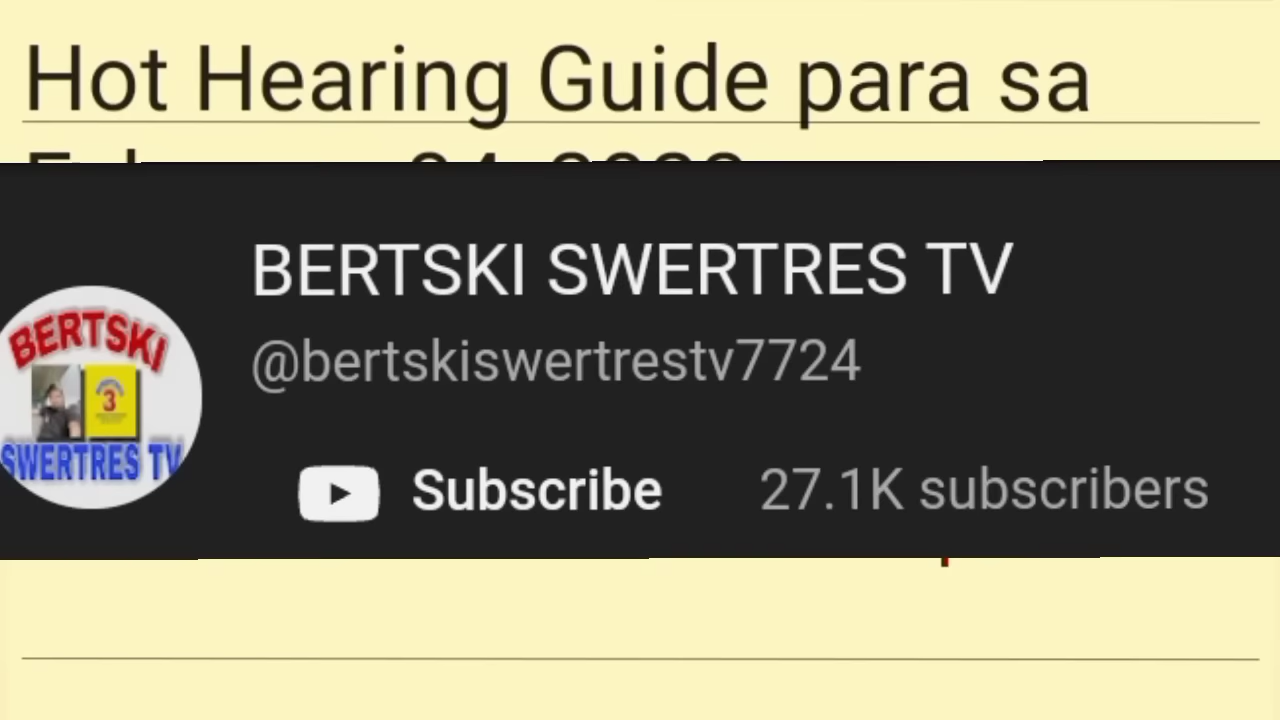 Hot Hearing Guide para sa
BERTSKI SWERTRES TV
@bertskiswertrestv7724
BERTSKI
3
SWERTRES TV
Subscribe
27.1K subscribers